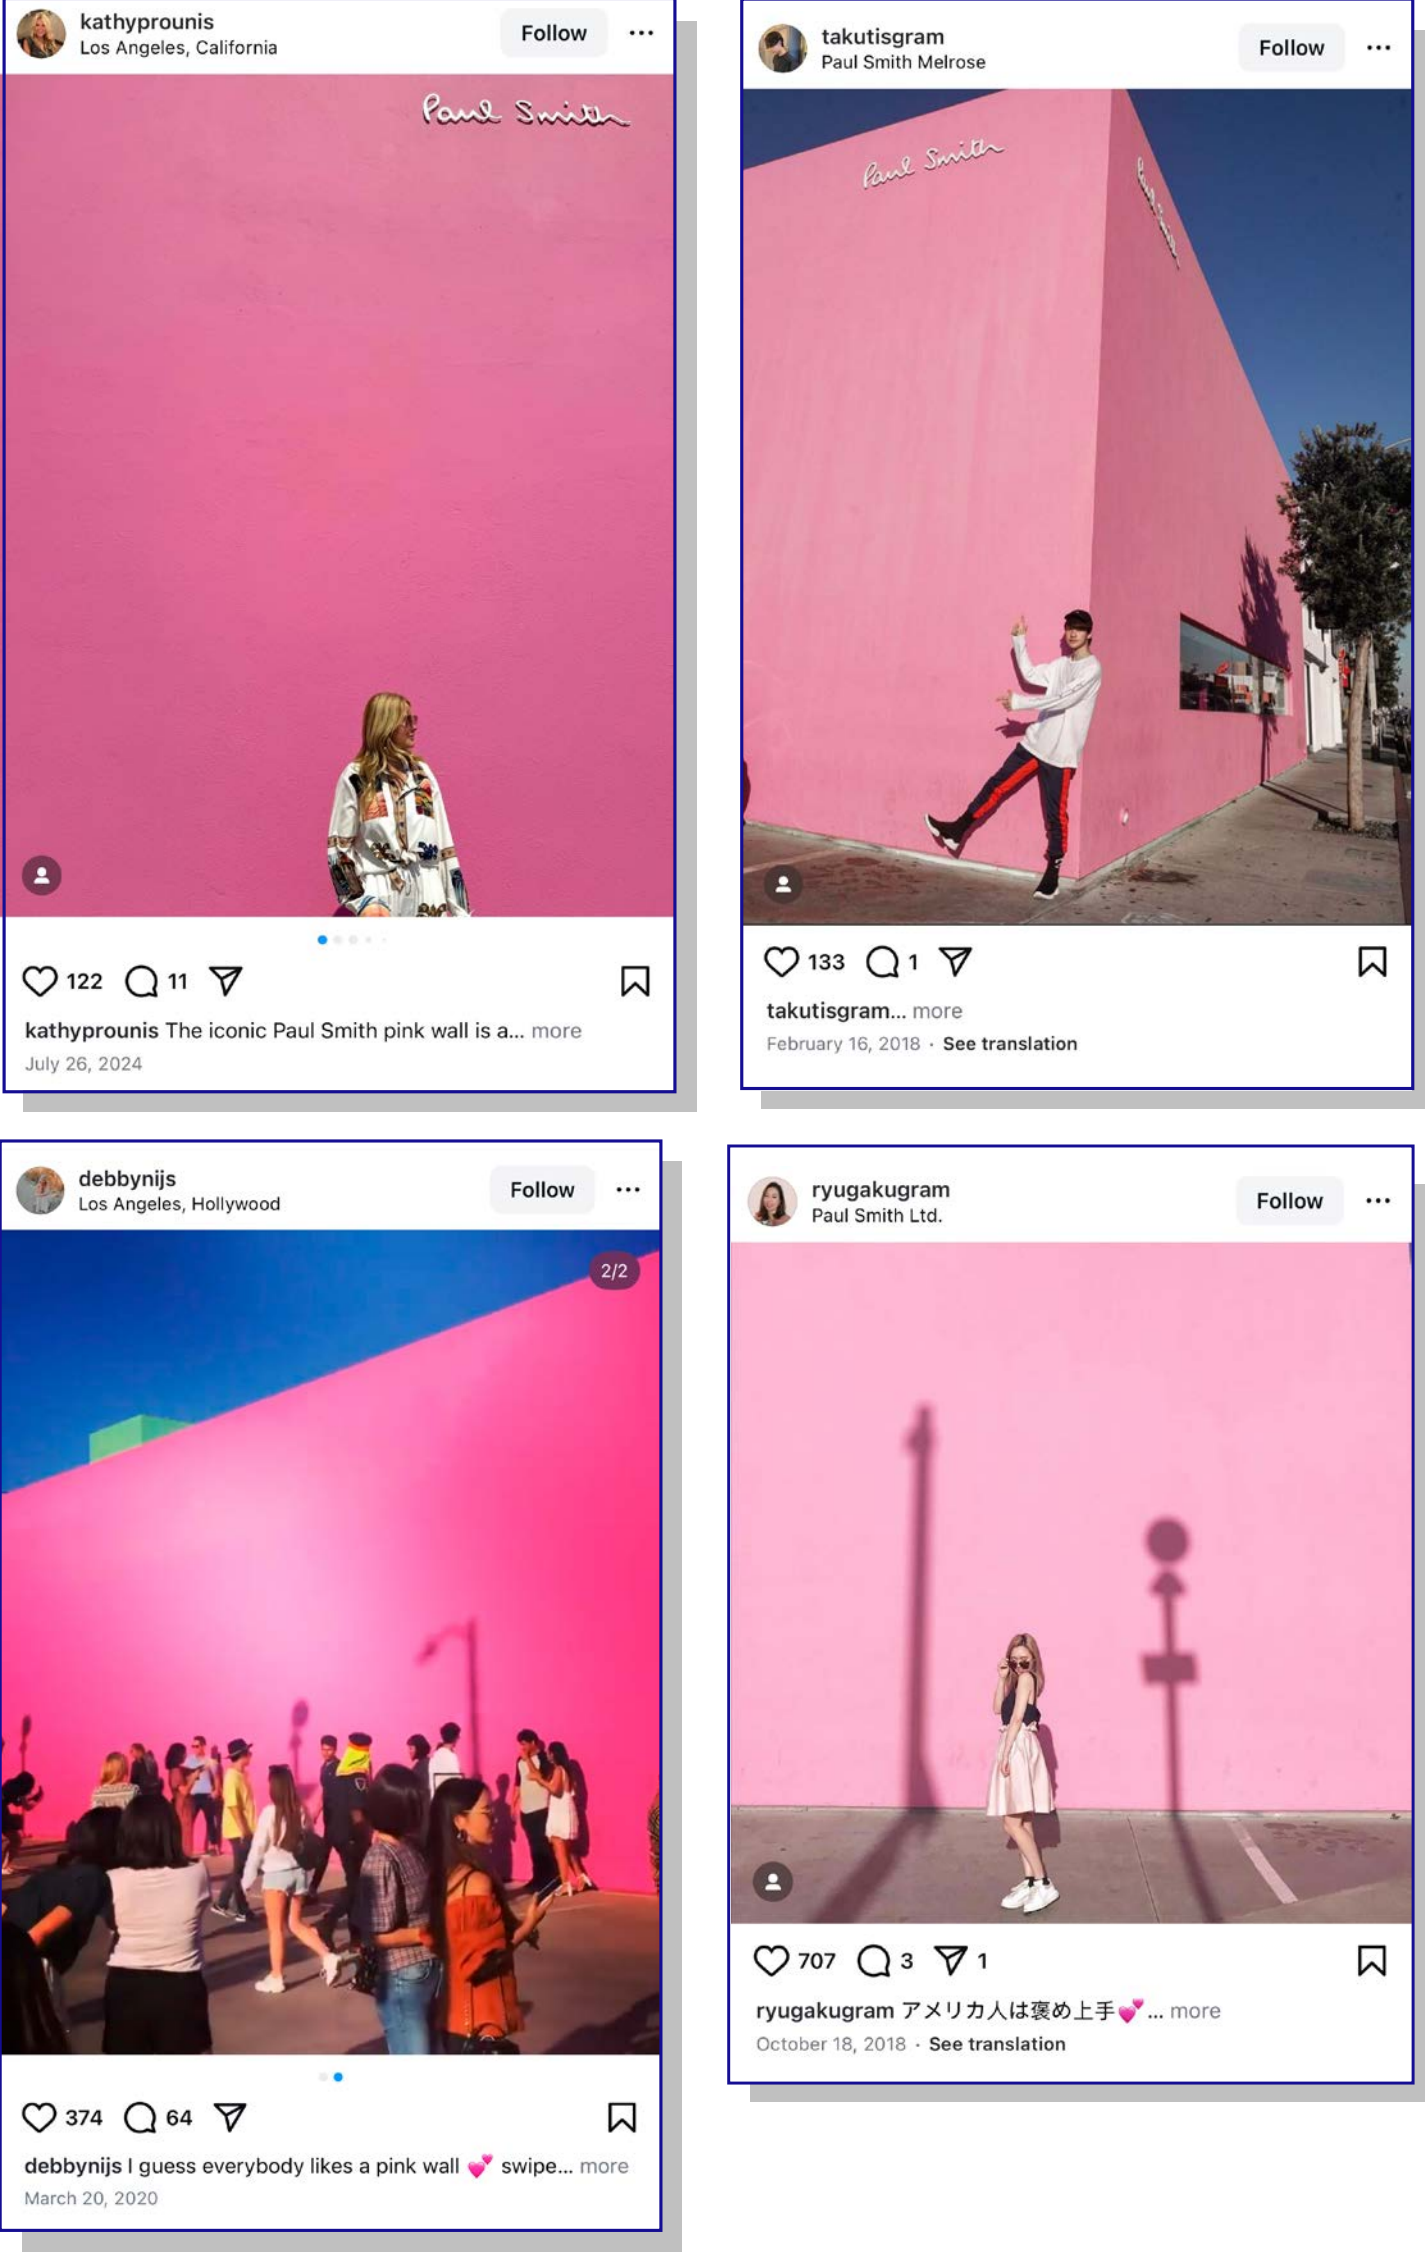 kathyprounis
Los Angeles, California
Follow
Paul Smith
122
11
kathyprounis The iconic Paul Smith pink wall is a... more
July 26, 2024
takutisgram
Paul Smith Melrose
Follow
Paul Smith
Paul Smith
133
1
takutisgram... more
February 16, 2018 · See translation
debbynijs
Los Angeles, Hollywood
Follow
2/2
374
64
debbynijs I guess everybody likes a pink wall 💕 swipe... more
March 20, 2020
ryugakugram
Paul Smith Ltd.
Follow
707
3
1
ryugakugram アメリカ人は褒め上手💕... more
October 18, 2018 · See translation